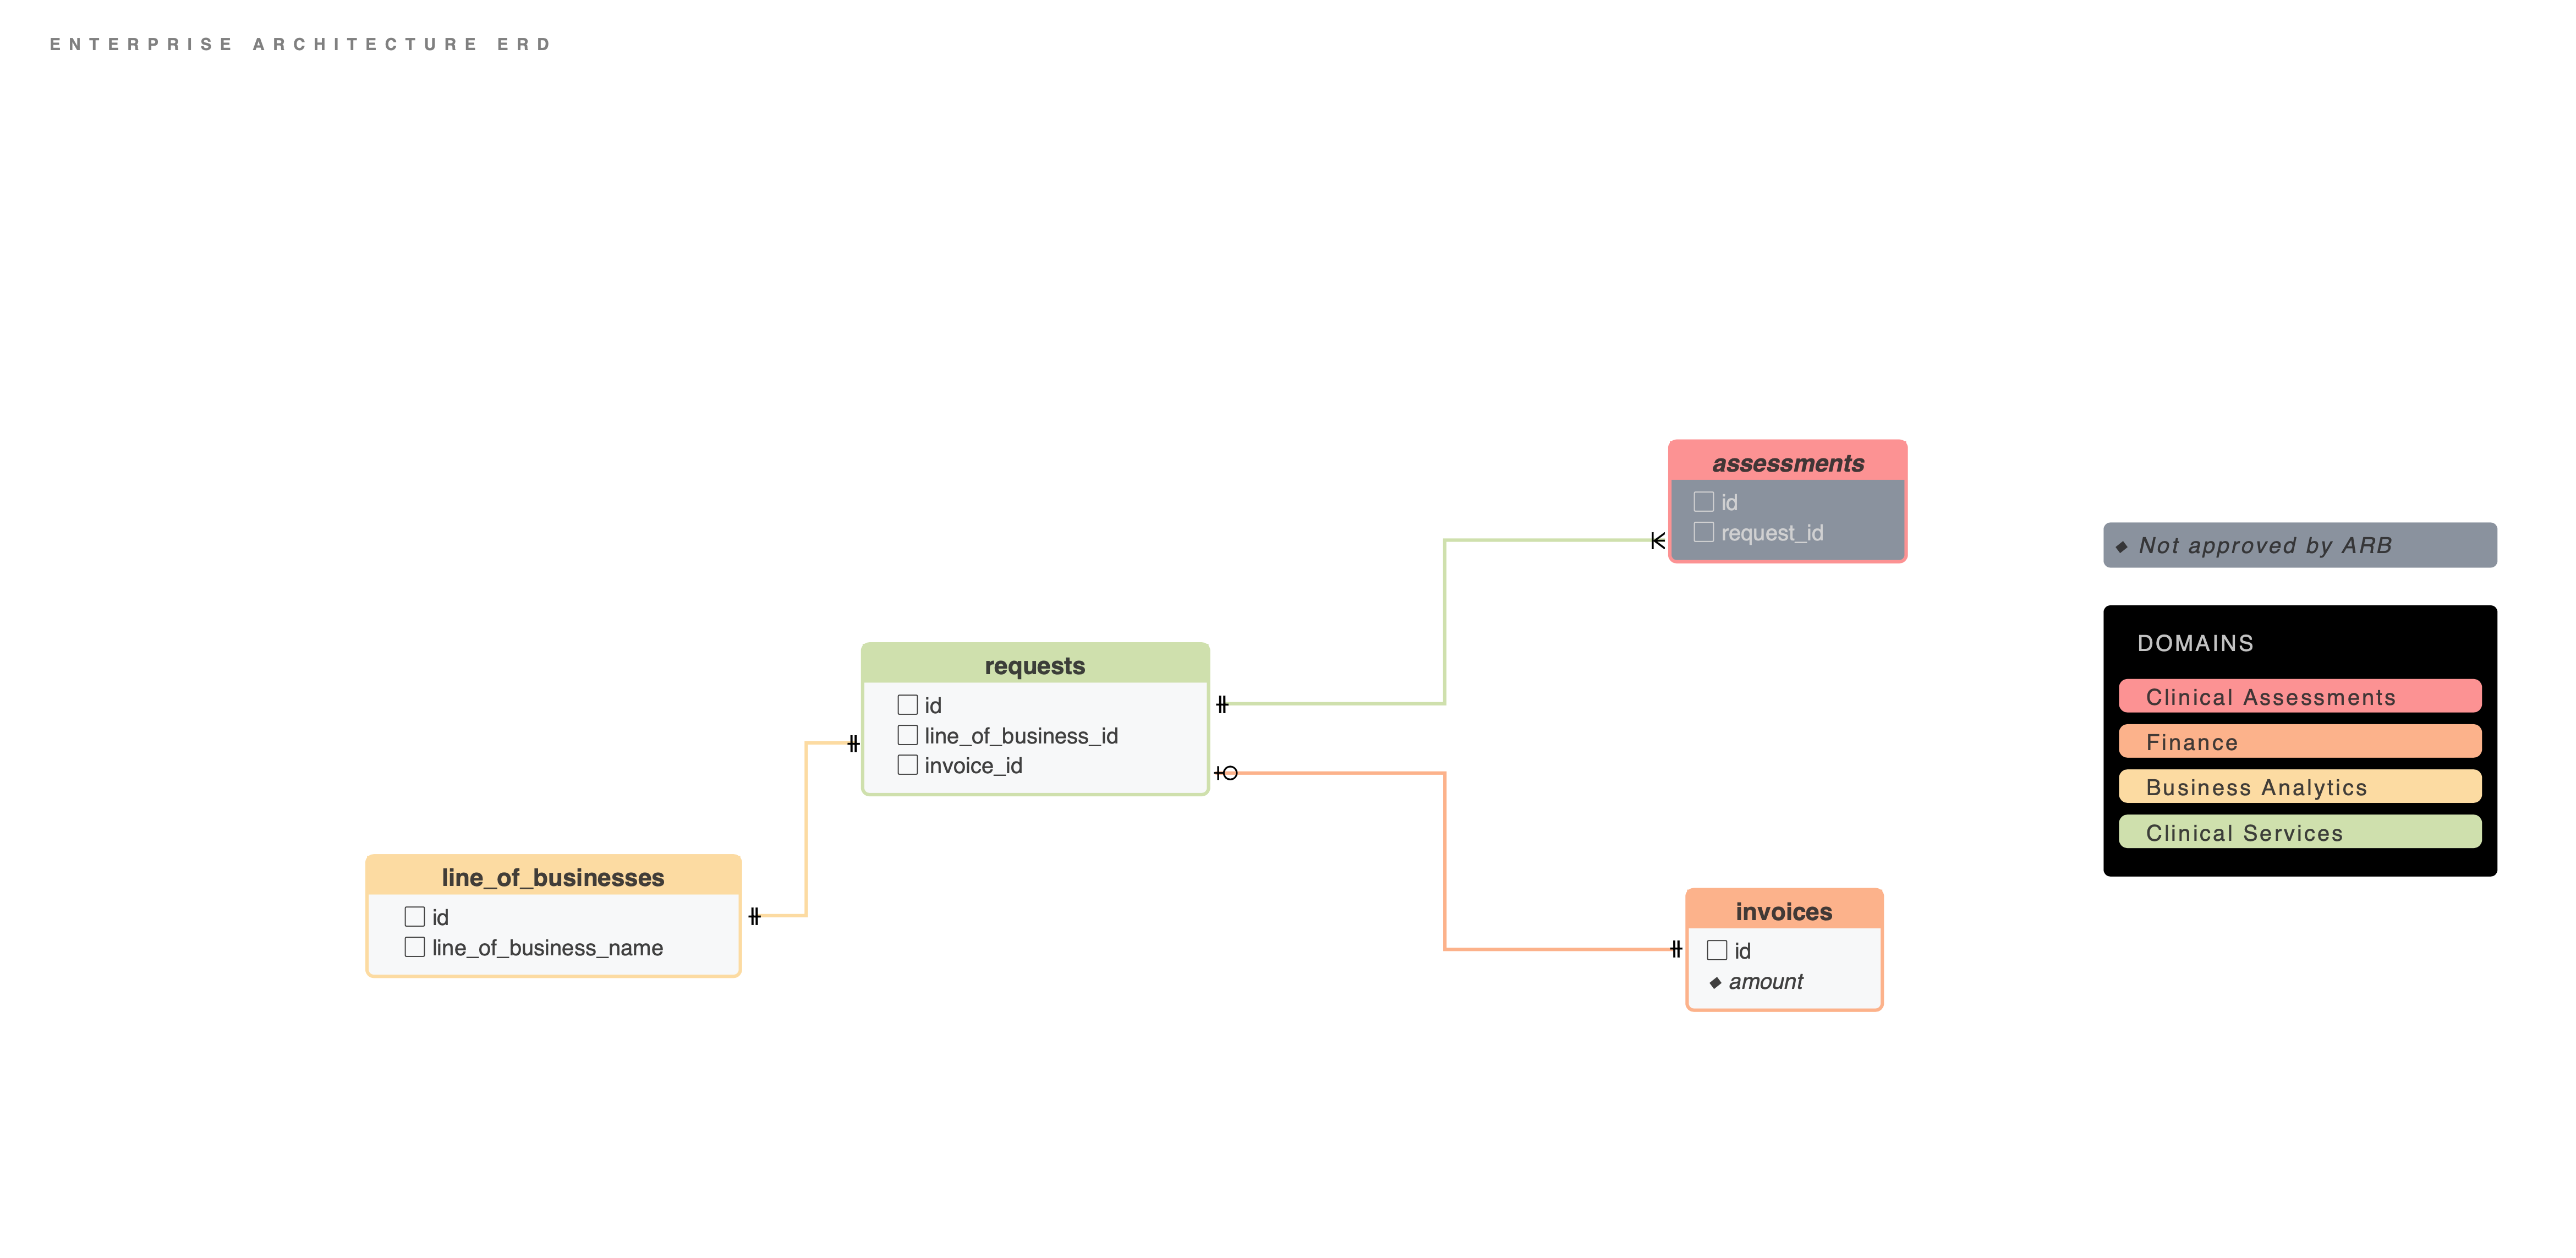 ENTERPRISE ARCHITECTURE ERD
assessments
id
request_id
◆ Not approved by ARB
DOMAINS
Clinical Assessments
Finance
Business Analytics
Clinical Services
requests
id
line_of_business_id
invoice_id
line_of_businesses
id
line_of_business_name
invoices
id
◆ amount